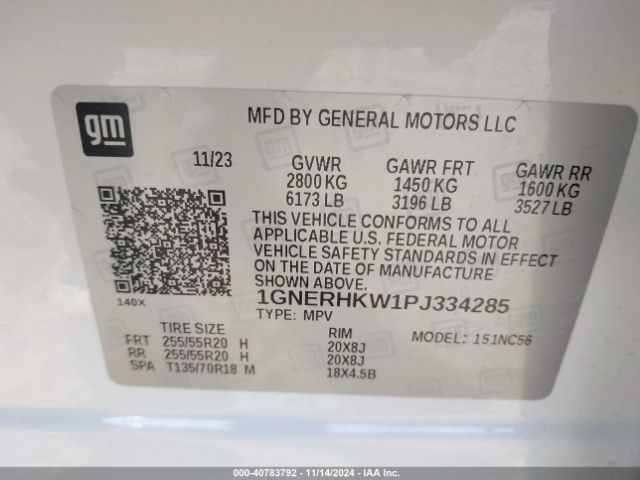 gm
MFD BY GENERAL MOTORS LLC
11/23
GVWR GAWR FRT GAWR RR
2800 KG 1450 KG 1600 KG
6173 LB 3196 LB 3527 LB
THIS VEHICLE CONFORMS TO ALL
APPLICABLE U.S. FEDERAL MOTOR
VEHICLE SAFETY STANDARDS IN EFFECT
ON THE DATE OF MANUFACTURE
SHOWN ABOVE.
140X
1GNERHKW1PJ334285
TYPE: MPV MODEL: 151NC56
TIRE SIZE RIM
FRT 255/55R20 H 20X8J
RR 255/55R20 H 20X8J
SPA T135/70R18 M 18X4.5B
000-40783792 - 11/14/2024 - IAAI.COM